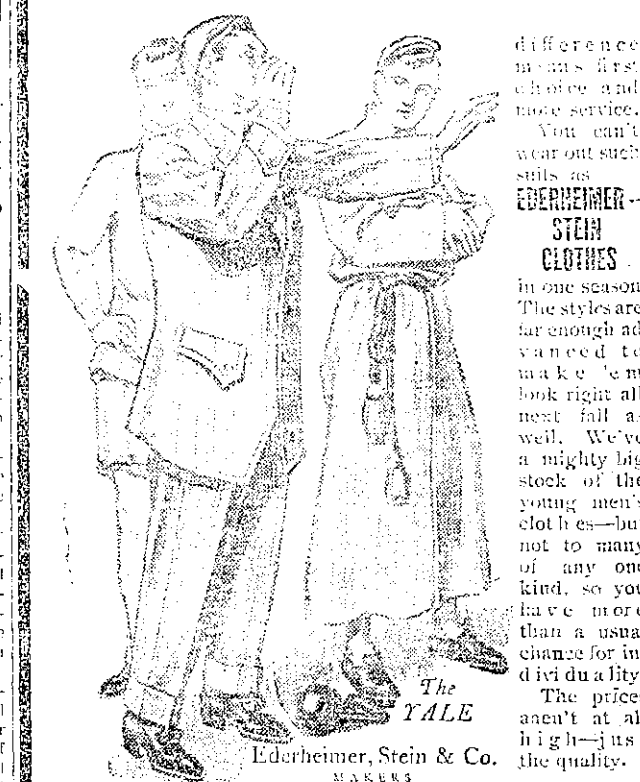 difference
means first
choice and
more service.
You can't
wear out such
suits as
EDERHEIMER-
STEIN
CLOTHES
in one season
The styles are
far enough ad
vanced to
make 'em
look right all
next fall as
well. We've
a mighty big
stock of the
young men's
clothes—but
not to many
of any one
kind, so you
have more
than a usua
chance for in
dividuality
The price
aren't at al
high—jus
the quality.
The
YALE
Ederheimer, Stein & Co.
MAKERS